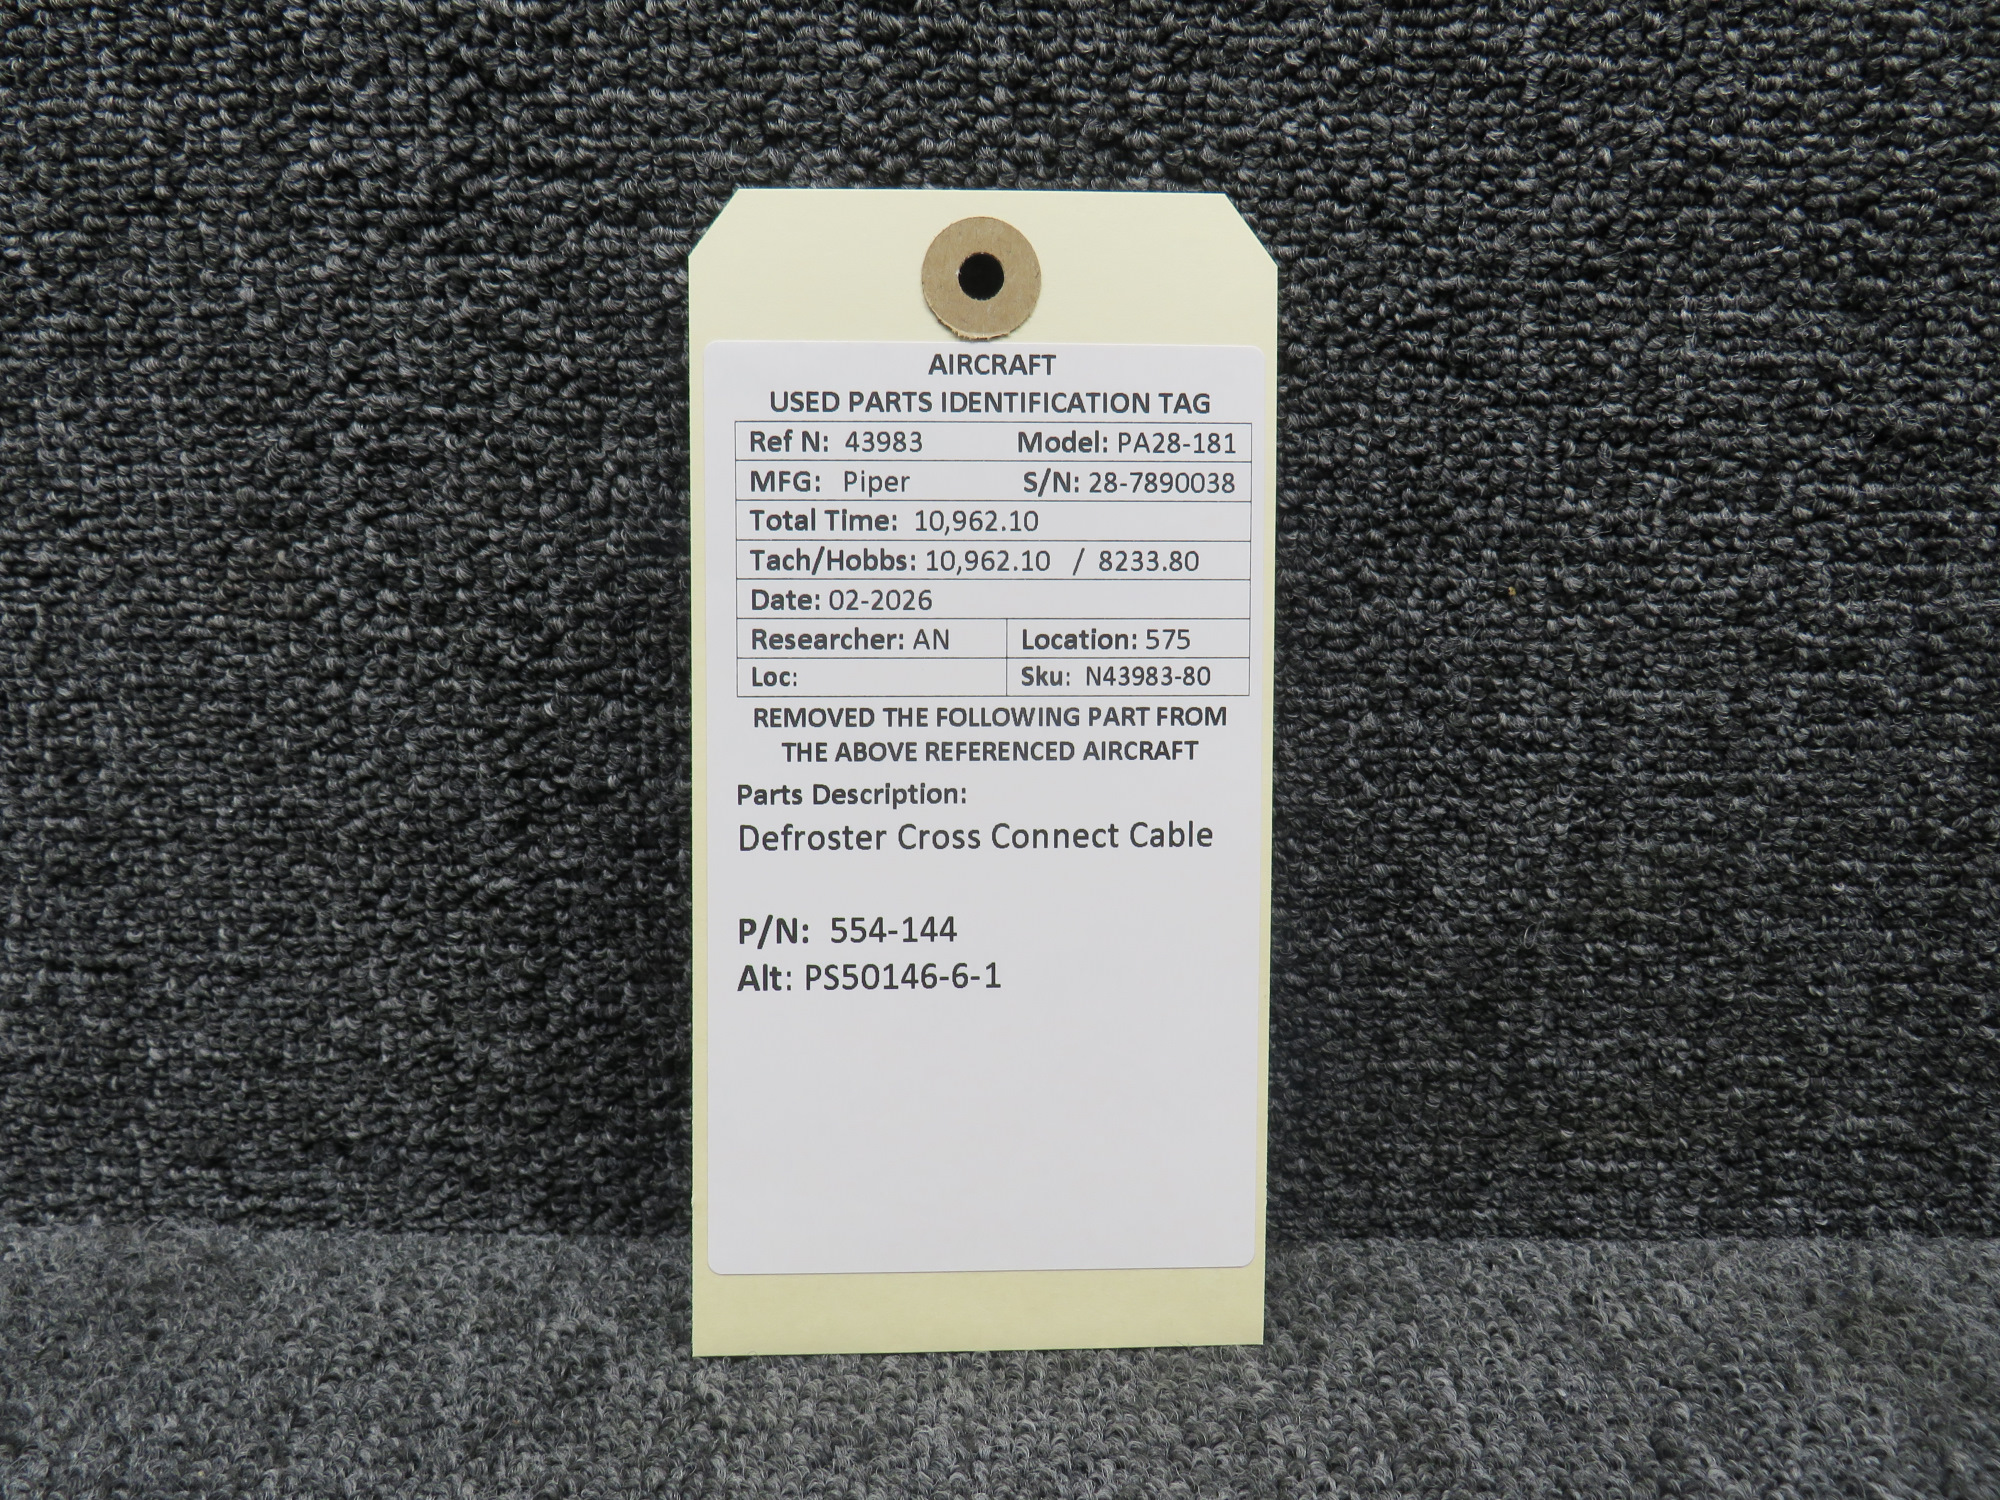 AIRCRAFT
USED PARTS IDENTIFICATION TAG
Ref N: 43983 Model: PA28-181
MFG: Piper S/N: 28-7890038
Total Time: 10,962.10
Tach/Hobbs: 10,962.10 / 8233.80
Date: 02-2026
Researcher: AN Location: 575
Loc: Sku: N43983-80
REMOVED THE FOLLOWING PART FROM
THE ABOVE REFERENCED AIRCRAFT
Parts Description:
Defroster Cross Connect Cable
P/N: 554-144
Alt: PS50146-6-1